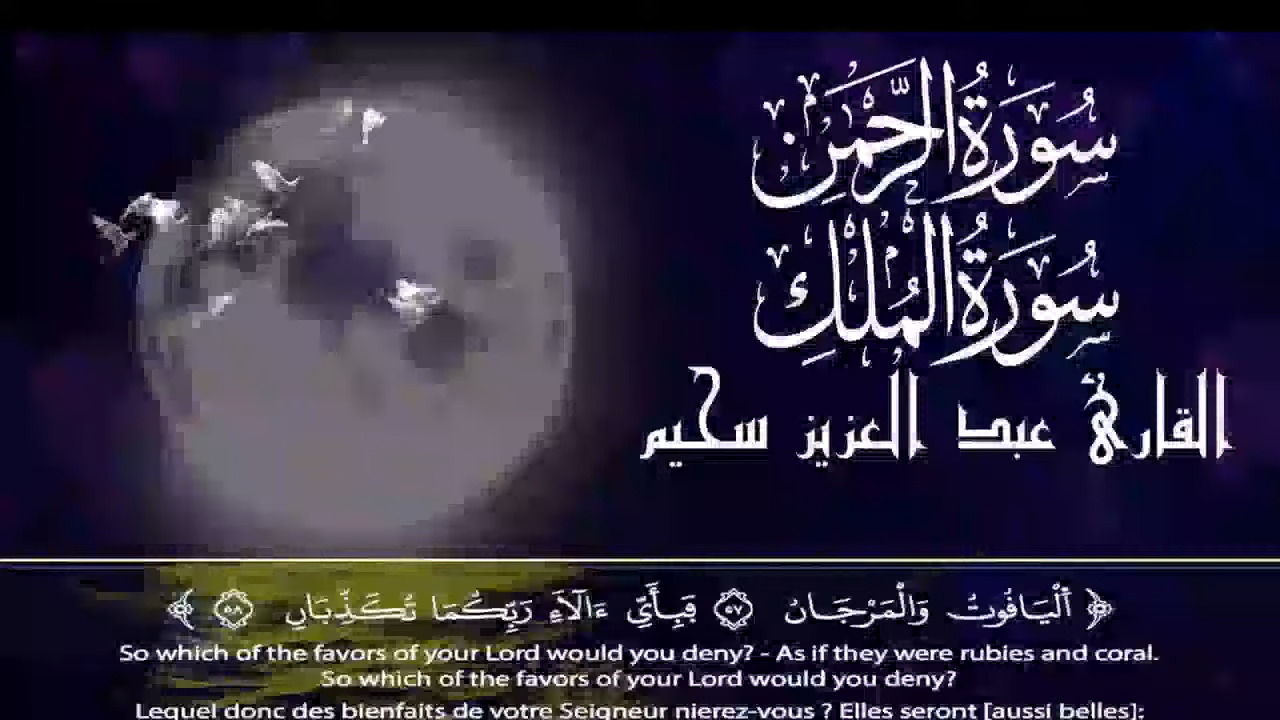 سُورَةُ الرَّحْمَنِ
سُورَةُ المُلْكِ
القارئ عبد العزيز سحيم
﴿ ٱلْيَاقُوتُ وَالْمَرْجَانُ ٥٧ فَبِأَيِّ ءَالَآءِ رَبِّكُمَا تُكَذِّبَانِ ٥٨ ﴾
So which of the favors of your Lord would you deny? - As if they were rubies and coral.
So which of the favors of your Lord would you deny?
Lequel donc des bienfaits de votre Seigneur nierez-vous ? Elles seront [aussi belles]: